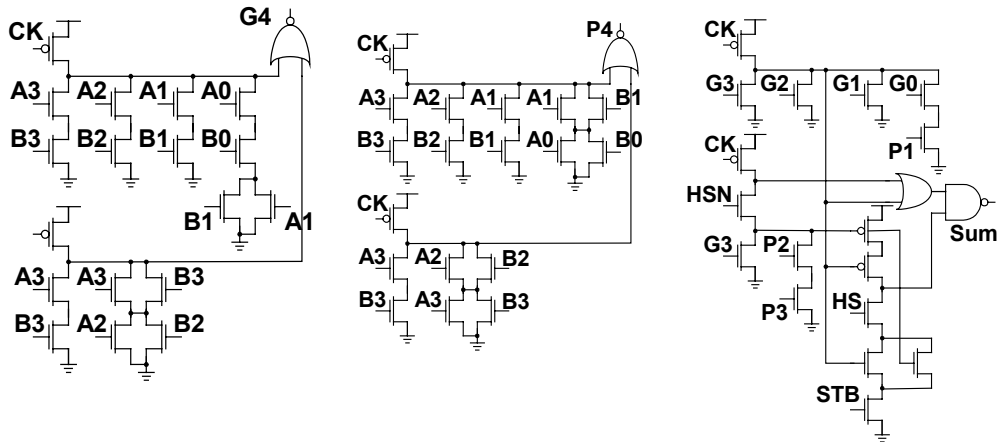 G4
CK
A3 A2 A1 A0
B3 B2 B1 B0
B1 A1
A3 A3 B3
B3 A2 B2
P4
CK
A3 A2 A1 A1 B1
B3 B2 B1 A0 B0
CK
A3 A2 B2
B3 A3 B3
CK
G3 G2 G1 G0
P1
CK
HSN
G3 P2
P3
HS
STB
Sum